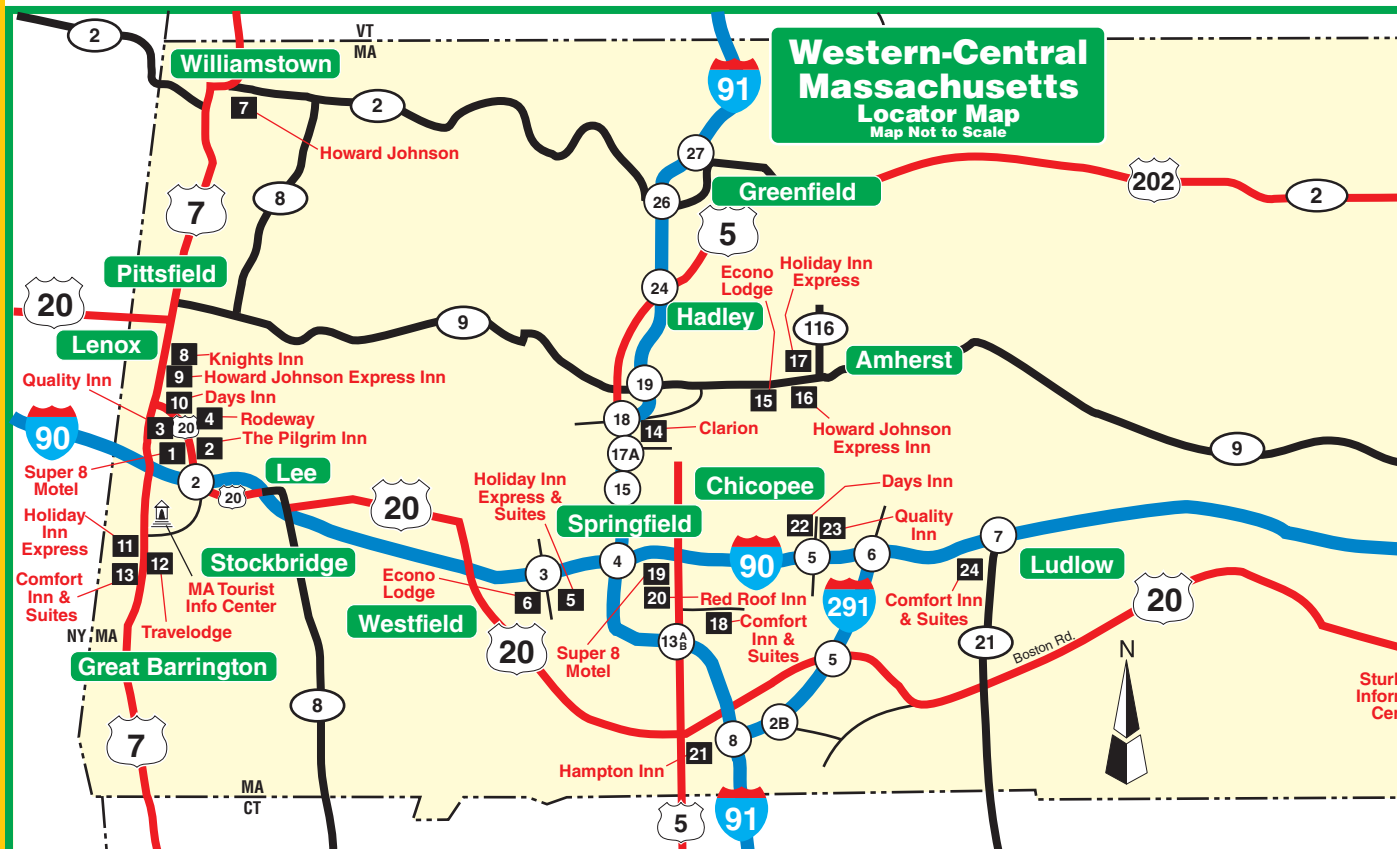 Western-Central
Massachusetts
Locator Map
Map Not to Scale
2
VT
MA
Williamstown
91
7
2
Howard Johnson
27
8
7
26
Greenfield
202
2
5
Pittsfield
20
24
Econo
Lodge
Holiday Inn
Express
Hadley
9
116
Lenox
8
Knights Inn
17
Amherst
Quality Inn
9
Howard Johnson Express Inn
19
10
Days Inn
15
16
90
3
20
4
Rodeway
18
14
Clarion
Howard Johnson
Express Inn
1
2
The Pilgrim Inn
17A
9
Super 8
Motel
2
Lee
20
15
Holiday Inn
Express &
Suites
Chicopee
Days Inn
20
Holiday
Inn
Express
11
Springfield
22
23
Quality
Inn
7
12
Stockbridge
4
90
5
6
Ludlow
3
Comfort
Inn &
Suites
13
MA Tourist
Info Center
Econo
Lodge
6
5
19
20
Red Roof Inn
24
Comfort Inn
& Suites
291
20
NY
MA
Travelodge
Westfield
18
Comfort
Inn &
Suites
20
Super 8
Motel
13
A
B
5
21
Boston Rd.
N
Great Barrington
8
2B
8
7
21
Hampton Inn
MA
CT
5
91